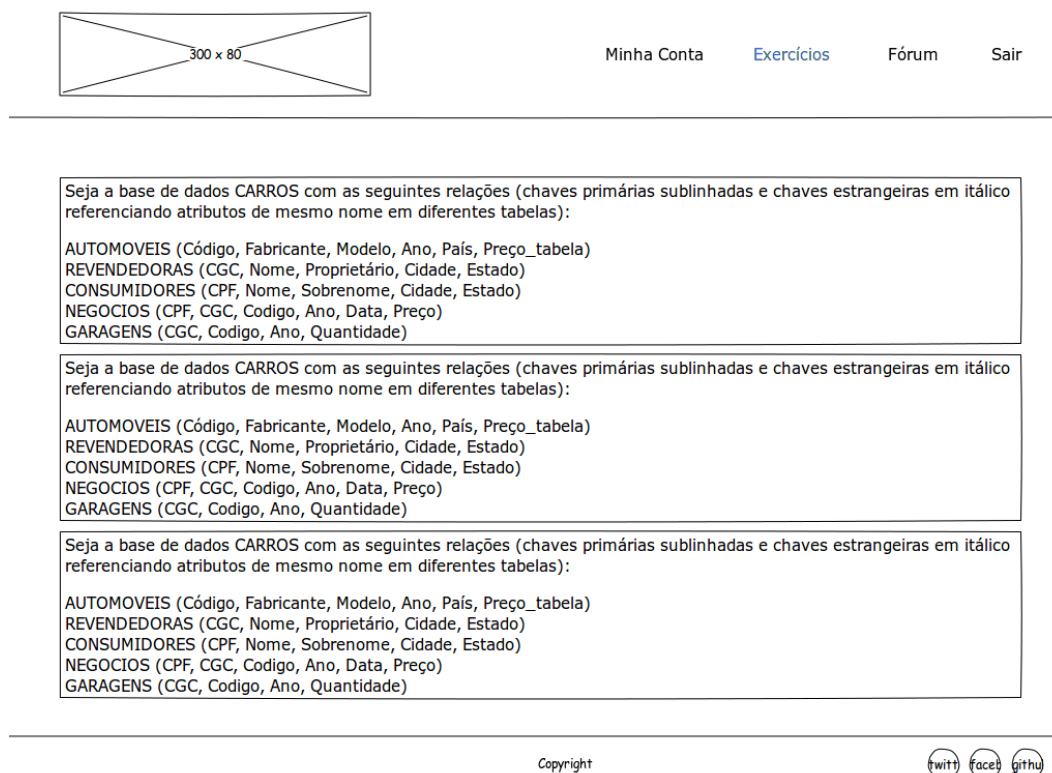 300 x 80
Minha Conta Exercícios Fórum Sair
Seja a base de dados CARROS com as seguintes relações (chaves primárias sublinhadas e chaves estrangeiras em itálico
referenciando atributos de mesmo nome em diferentes tabelas):
AUTOMOVEIS (Código, Fabricante, Modelo, Ano, País, Preço_tabela)
REVENDEDORAS (CGC, Nome, Proprietário, Cidade, Estado)
CONSUMIDORES (CPF, Nome, Sobrenome, Cidade, Estado)
NEGOCIOS (CPF, CGC, Codigo, Ano, Data, Preço)
GARAGENS (CGC, Codigo, Ano, Quantidade)
Seja a base de dados CARROS com as seguintes relações (chaves primárias sublinhadas e chaves estrangeiras em itálico
referenciando atributos de mesmo nome em diferentes tabelas):
AUTOMOVEIS (Código, Fabricante, Modelo, Ano, País, Preço_tabela)
REVENDEDORAS (CGC, Nome, Proprietário, Cidade, Estado)
CONSUMIDORES (CPF, Nome, Sobrenome, Cidade, Estado)
NEGOCIOS (CPF, CGC, Codigo, Ano, Data, Preço)
GARAGENS (CGC, Codigo, Ano, Quantidade)
Seja a base de dados CARROS com as seguintes relações (chaves primárias sublinhadas e chaves estrangeiras em itálico
referenciando atributos de mesmo nome em diferentes tabelas):
AUTOMOVEIS (Código, Fabricante, Modelo, Ano, País, Preço_tabela)
REVENDEDORAS (CGC, Nome, Proprietário, Cidade, Estado)
CONSUMIDORES (CPF, Nome, Sobrenome, Cidade, Estado)
NEGOCIOS (CPF, CGC, Codigo, Ano, Data, Preço)
GARAGENS (CGC, Codigo, Ano, Quantidade)
Copyright twitt faceb githu